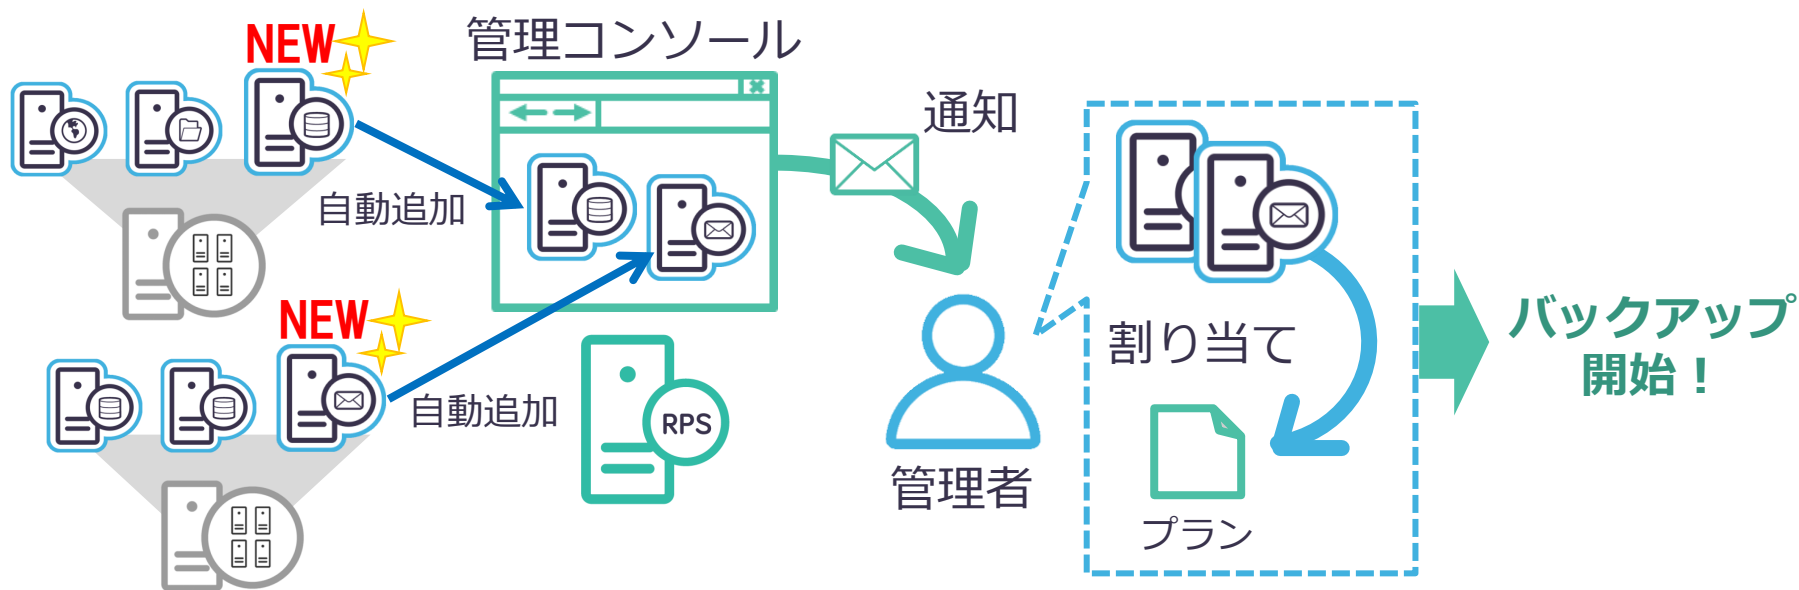 NEW
管理コンソール
通知
自動追加
NEW
自動追加
RPS
管理者
割り当て
プラン
バックアップ
開始！